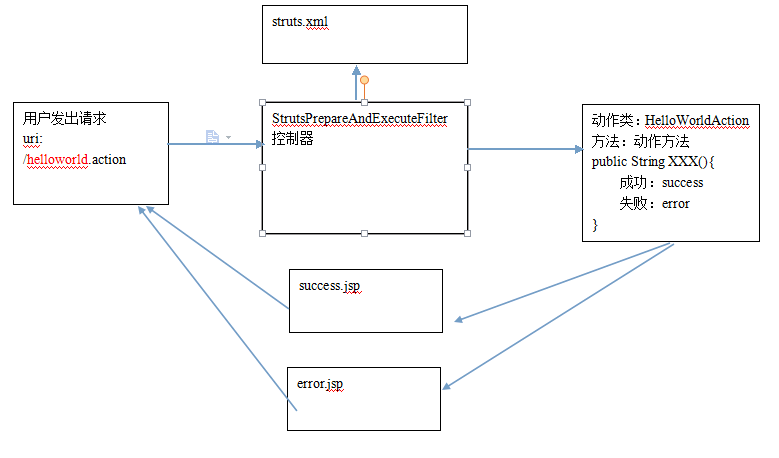 struts.xml
用户发出请求
uri:
/helloworld.action
StrutsPrepareAndExecuteFilter
控制器
动作类：HelloWorldAction
方法：动作方法
public String XXX(){
成功：success
失败：error
}
success.jsp
error.jsp